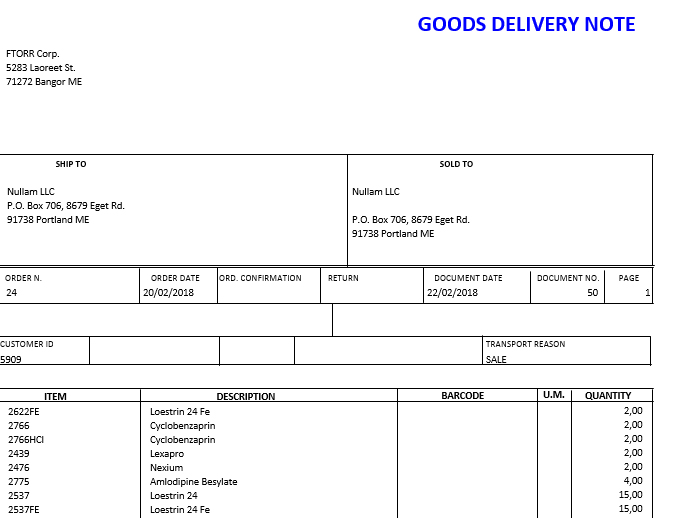 GOODS DELIVERY NOTE
FTORR Corp.
5283 Laoreet St.
71272 Bangor ME
SHIP TO SOLD TO
Nullam LLC Nullam LLC
P.O. Box 706, 8679 Eget Rd. P.O. Box 706, 8679 Eget Rd.
91738 Portland ME 91738 Portland ME
ORDER N. ORDER DATE ORD. CONFIRMATION RETURN DOCUMENT DATE DOCUMENT NO. PAGE
24 20/02/2018 22/02/2018 50 1
CUSTOMER ID TRANSPORT REASON
5909 SALE
ITEM DESCRIPTION BARCODE U.M. QUANTITY
2622FE Loestrin 24 Fe 2,00
2766 Cyclobenzaprin 2,00
2766HCl Cyclobenzaprin 2,00
2439 Lexapro 2,00
2476 Nexium 2,00
2775 Amlodipine Besylate 4,00
2537 Loestrin 24 15,00
2537FE Loestrin 24 Fe 15,00